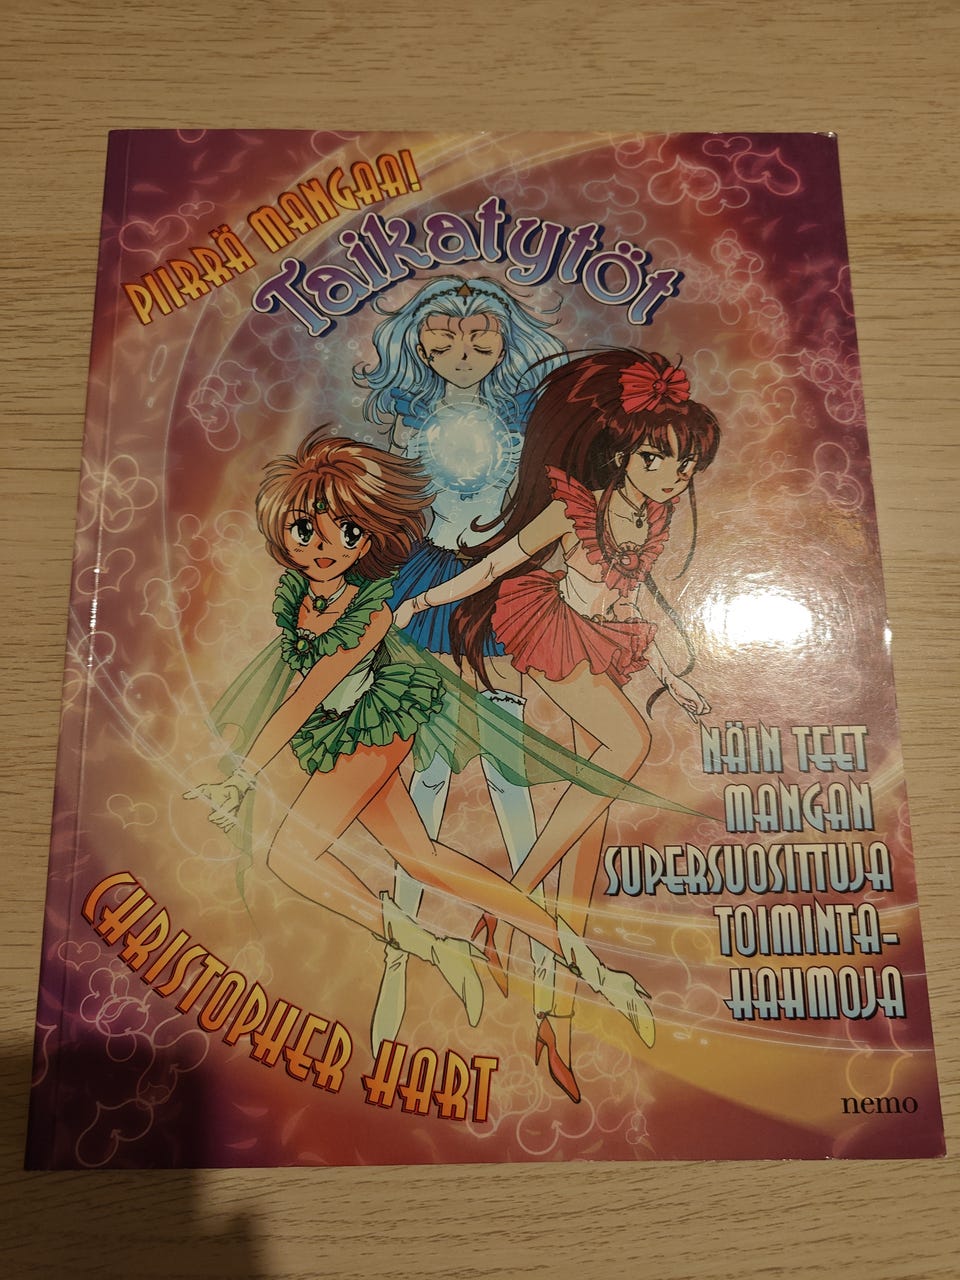 PIIRRÄ MANGAA!
Taikatytöt
NÄIN TEET
MANGAN
SUPERSUOSITTUJA
TOIMINTA-
HAHMOJA
CHRISTOPHER HART
nemo